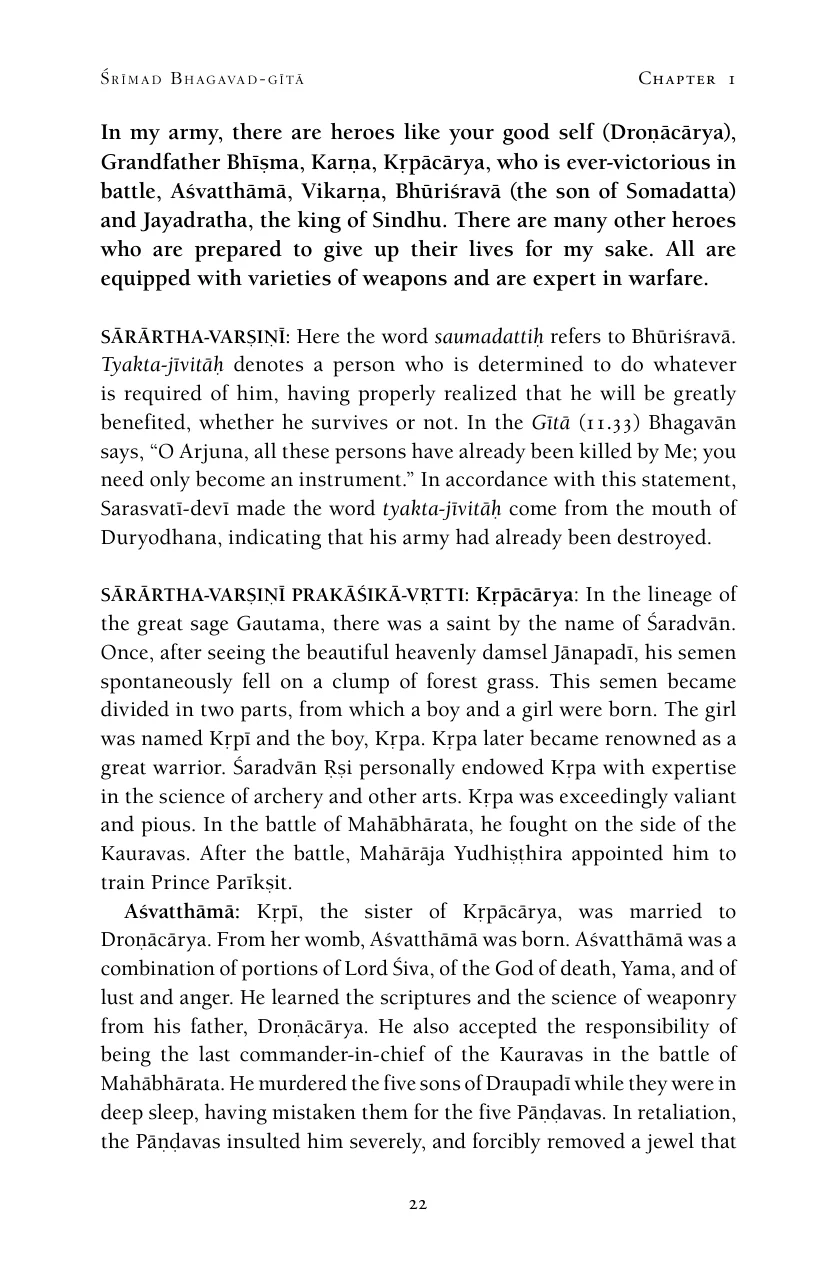 Śrīmad Bhagavad-gītā Chapter 1
In my army, there are heroes like your good self (Droṇācārya),
Grandfather Bhīṣma, Karṇa, Kṛpācārya, who is ever-victorious in
battle, Aśvatthāmā, Vikarṇa, Bhūriśravā (the son of Somadatta)
and Jayadratha, the king of Sindhu. There are many other heroes
who are prepared to give up their lives for my sake. All are
equipped with varieties of weapons and are expert in warfare.
SĀRĀRTHA-VARṢIṆĪ: Here the word saumadattiḥ refers to Bhūriśravā.
Tyakta-jīvitāḥ denotes a person who is determined to do whatever
is required of him, having properly realized that he will be greatly
benefited, whether he survives or not. In the Gītā (11.33) Bhagavān
says, “O Arjuna, all these persons have already been killed by Me; you
need only become an instrument.” In accordance with this statement,
Sarasvatī-devī made the word tyakta-jīvitāḥ come from the mouth of
Duryodhana, indicating that his army had already been destroyed.
SĀRĀRTHA-VARṢIṆĪ PRAKĀŚIKĀ-VṚTTI: Kṛpācārya: In the lineage of
the great sage Gautama, there was a saint by the name of Śaradvān.
Once, after seeing the beautiful heavenly damsel Jānapadī, his semen
spontaneously fell on a clump of forest grass. This semen became
divided in two parts, from which a boy and a girl were born. The girl
was named Kṛpī and the boy, Kṛpa. Kṛpa later became renowned as a
great warrior. Śaradvān Ṛṣi personally endowed Kṛpa with expertise
in the science of archery and other arts. Kṛpa was exceedingly valiant
and pious. In the battle of Mahābhārata, he fought on the side of the
Kauravas. After the battle, Mahārāja Yudhiṣṭhira appointed him to
train Prince Parīkṣit.
Aśvatthāmā: Kṛpī, the sister of Kṛpācārya, was married to
Droṇācārya. From her womb, Aśvatthāmā was born. Aśvatthāmā was a
combination of portions of Lord Śiva, of the God of death, Yama, and of
lust and anger. He learned the scriptures and the science of weaponry
from his father, Droṇācārya. He also accepted the responsibility of
being the last commander-in-chief of the Kauravas in the battle of
Mahābhārata. He murdered the five sons of Draupadī while they were in
deep sleep, having mistaken them for the five Pāṇḍavas. In retaliation,
the Pāṇḍavas insulted him severely, and forcibly removed a jewel that
22